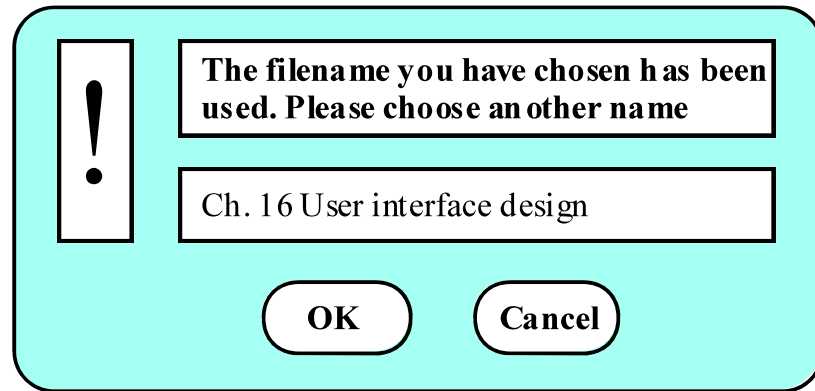 !
The filename you have chosen has been
used. Please choose another name
Ch. 16 User interface design
OK
Cancel